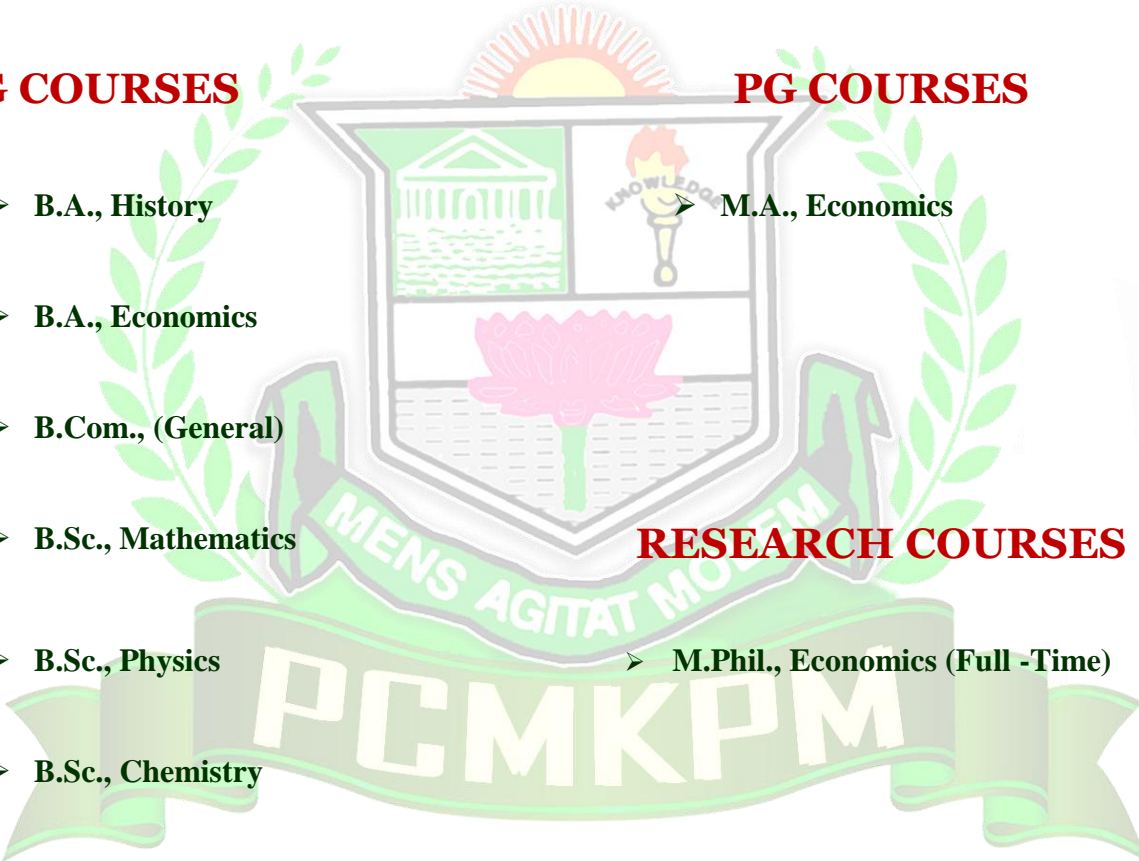 G COURSES
➢ B.A., History
➢ B.A., Economics
➢ B.Com., (General)
➢ B.Sc., Mathematics
➢ B.Sc., Physics
➢ B.Sc., Chemistry
PG COURSES
➢ M.A., Economics
RESEARCH COURSES
➢ M.Phil., Economics (Full -Time)
KNOWLEDGE
MENS AGITAT MOLEM
PCMKPM